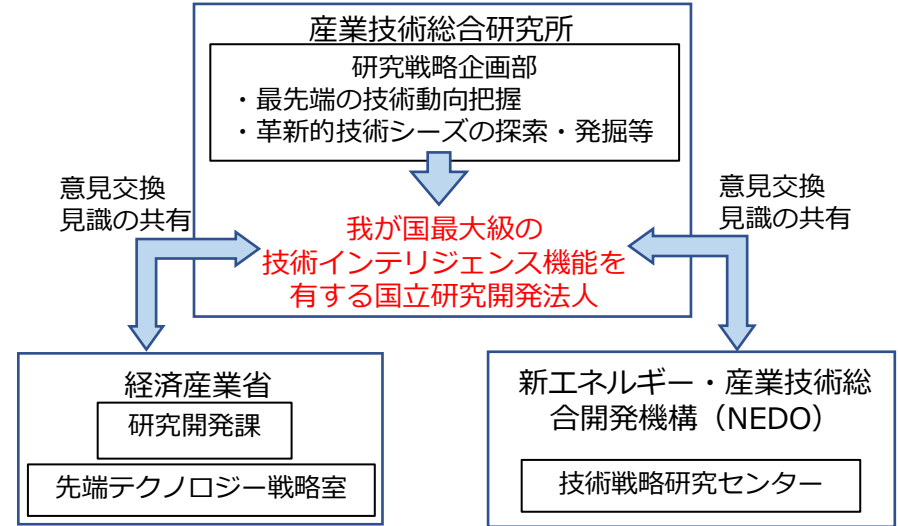 産業技術総合研究所
研究戦略企画部
・最先端の技術動向把握
・革新的技術シーズの探索・発掘等
意見交換
見識の共有
意見交換
見識の共有
我が国最大級の
技術インテリジェンス機能を
有する国立研究開発法人
経済産業省
研究開発課
先端テクノロジー戦略室
新エネルギー・産業技術総
合開発機構（NEDO）
技術戦略研究センター